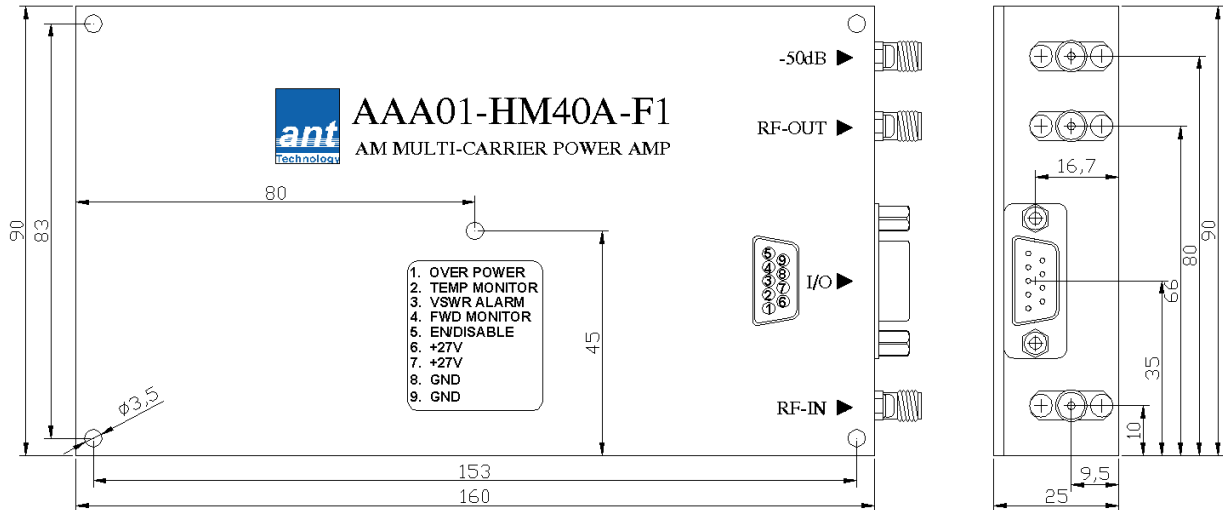 -50dB ▶
ant
Technology
AAA01-HM40A-F1
AM MULTI-CARRIER POWER AMP
RF-OUT ▶
16,7
80
90
83
5
9
4
8
3
7
2
6
1
I/O ▶
1. OVER POWER
2. TEMP MONITOR
3. VSWR ALARM
4. FWD MONITOR
5. EN/DISABLE
6. +27V
7. +27V
8. GND
9. GND
45
90
80
66
35
ø3,5
RF-IN ▶
10
153
9,5
160
25